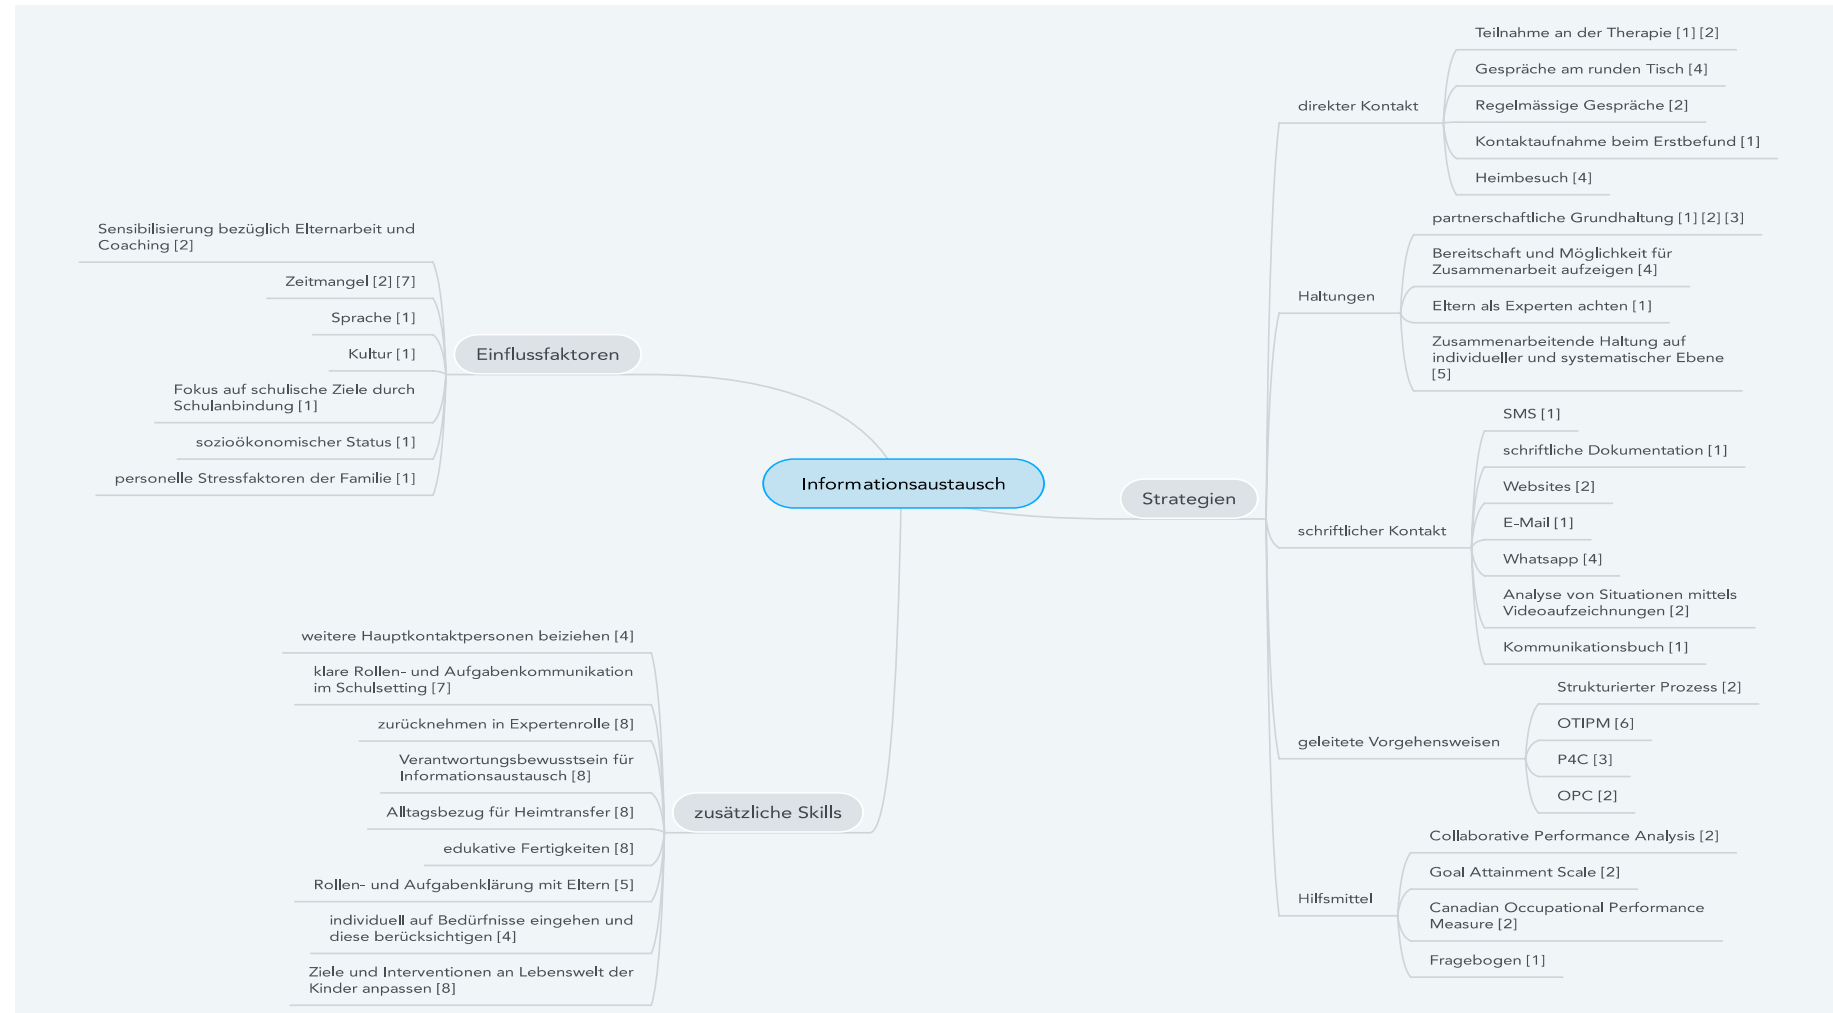 Informationsaustausch
Einflussfaktoren
Sensibilisierung bezüglich Elternarbeit und
Coaching [2]
Zeitmangel [2] [7]
Sprache [1]
Kultur [1]
Fokus auf schulische Ziele durch
Schulanbindung [1]
sozioökonomischer Status [1]
personelle Stressfaktoren der Familie [1]
zusätzliche Skills
weitere Hauptkontaktpersonen beiziehen [4]
klare Rollen- und Aufgabenkommunikation
im Schulsetting [7]
zurücknehmen in Expertenrolle [8]
Verantwortungsbewusstsein für
Informationsaustausch [8]
Alltagsbezug für Heimtransfer [8]
edukative Fertigkeiten [8]
Rollen- und Aufgabenklärung mit Eltern [5]
individuell auf Bedürfnisse eingehen und
diese berücksichtigen [4]
Ziele und Interventionen an Lebenswelt der
Kinder anpassen [8]
Strategien
direkter Kontakt
Teilnahme an der Therapie [1] [2]
Gespräche am runden Tisch [4]
Regelmässige Gespräche [2]
Kontaktaufnahme beim Erstbefund [1]
Heimbesuch [4]
Haltungen
partnerschaftliche Grundhaltung [1] [2] [3]
Bereitschaft und Möglichkeit für
Zusammenarbeit aufzeigen [4]
Eltern als Experten achten [1]
Zusammenarbeitende Haltung auf
individueller und systematischer Ebene
[5]
schriftlicher Kontakt
SMS [1]
schriftliche Dokumentation [1]
Websites [2]
E-Mail [1]
Whatsapp [4]
Analyse von Situationen mittels
Videoaufzeichnungen [2]
Kommunikationsbuch [1]
geleitete Vorgehensweisen
Strukturierter Prozess [2]
OTIPM [6]
P4C [3]
OPC [2]
Hilfsmittel
Collaborative Performance Analysis [2]
Goal Attainment Scale [2]
Canadian Occupational Performance
Measure [2]
Fragebogen [1]